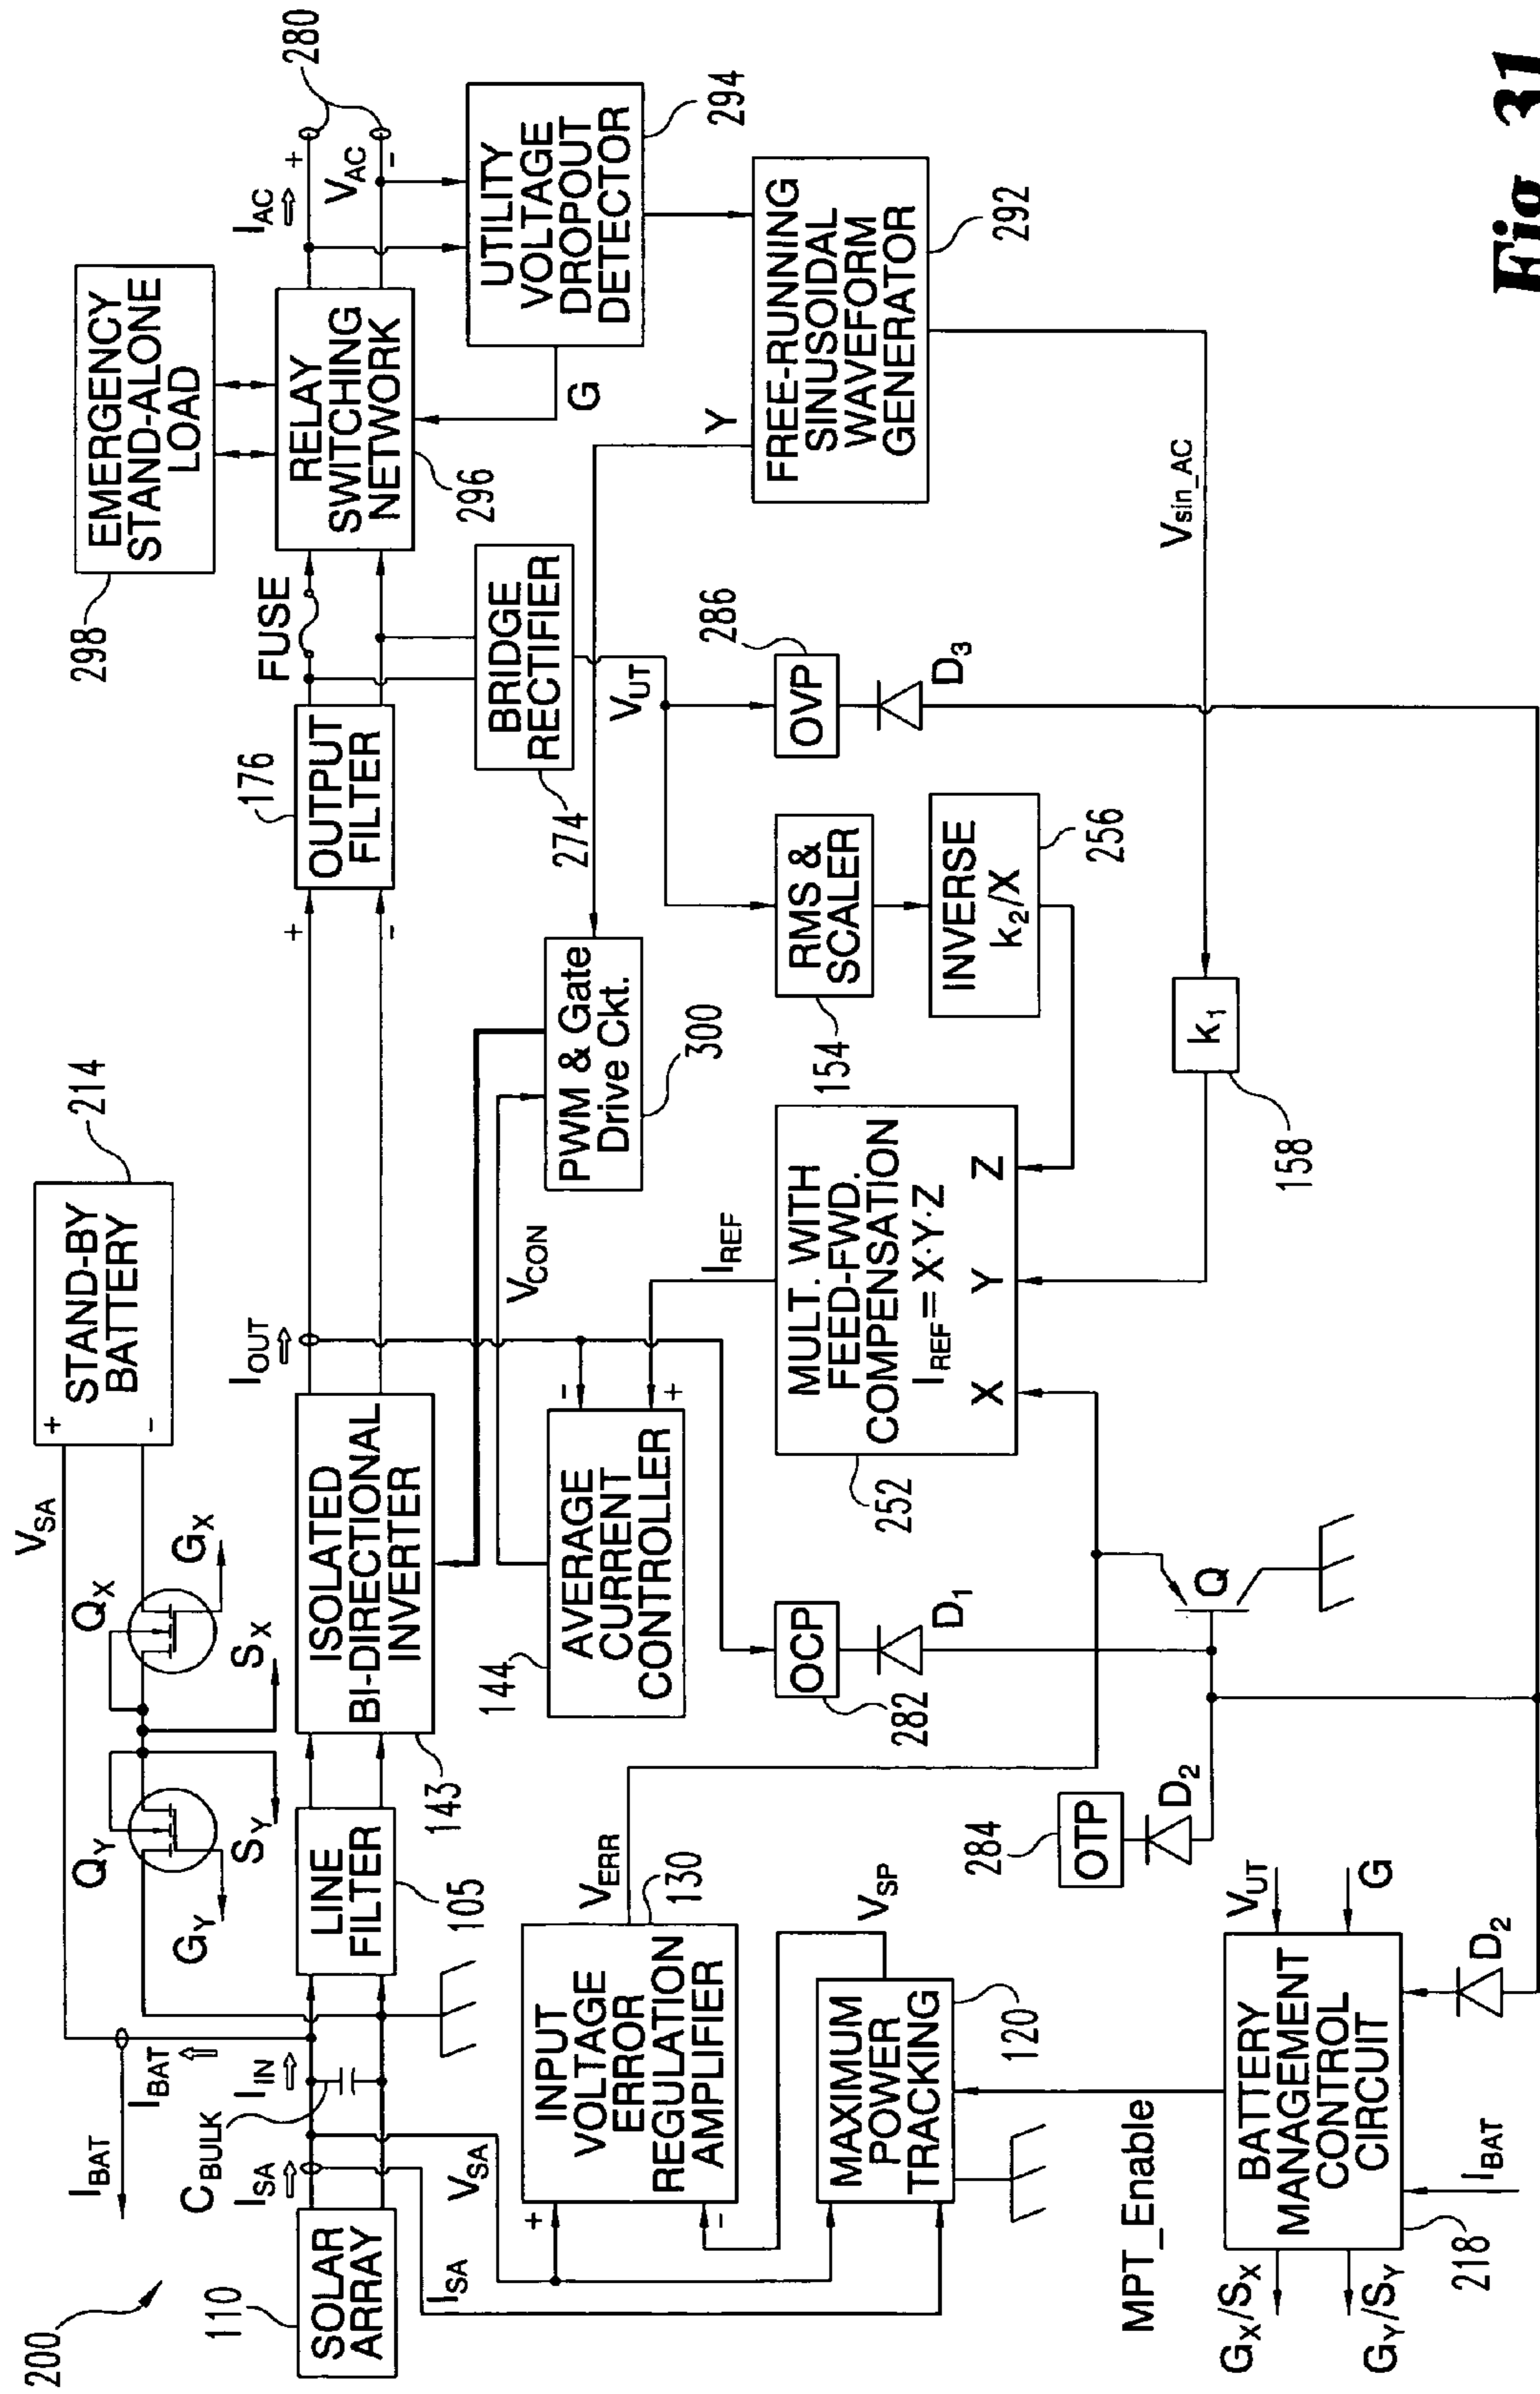 200
110
SOLAR
ARRAY
I_SA
V_SA
I_SA
C_BULK
I_BAT
I_BAT
I_IN
V_SA
LINE
FILTER
105
Q_Y
G_Y
S_Y
Q_X
G_X
S_X
STAND-BY
BATTERY
+
-
214
ISOLATED
BI-DIRECTIONAL
INVERTER
143
I_OUT
+
-
OUTPUT
FILTER
176
FUSE
EMERGENCY
STAND-ALONE
LOAD
298
RELAY
SWITCHING
NETWORK
296
I_AC
+
V_AC
-
280
UTILITY
VOLTAGE
DROPOUT
DETECTOR
294
G
FREE-RUNNING
SINUSOIDAL
WAVEFORM
GENERATOR
292
Y
V_sin_AC
BRIDGE
RECTIFIER
274
V_UT
PWM & Gate
Drive Ckt.
300
V_CON
AVERAGE
CURRENT
CONTROLLER
-
+
144
I_REF
MULT. WITH
FEED-FWD.
COMPENSATION
I_REF = X·Y·Z
X
Y
Z
252
RMS &
SCALER
154
INVERSE
k_2/X
256
OVP
286
D_3
k_1
158
OCP
282
D_1
Q
OTP
284
D_2
INPUT
VOLTAGE
ERROR
REGULATION
AMPLIFIER
+
-
V_ERR
130
V_SP
MAXIMUM
POWER
TRACKING
120
MPT_Enable
BATTERY
MANAGEMENT
CONTROL
CIRCUIT
218
V_UT
G
D_2
I_BAT
G_X/S_X
G_Y/S_Y
Fig. 31